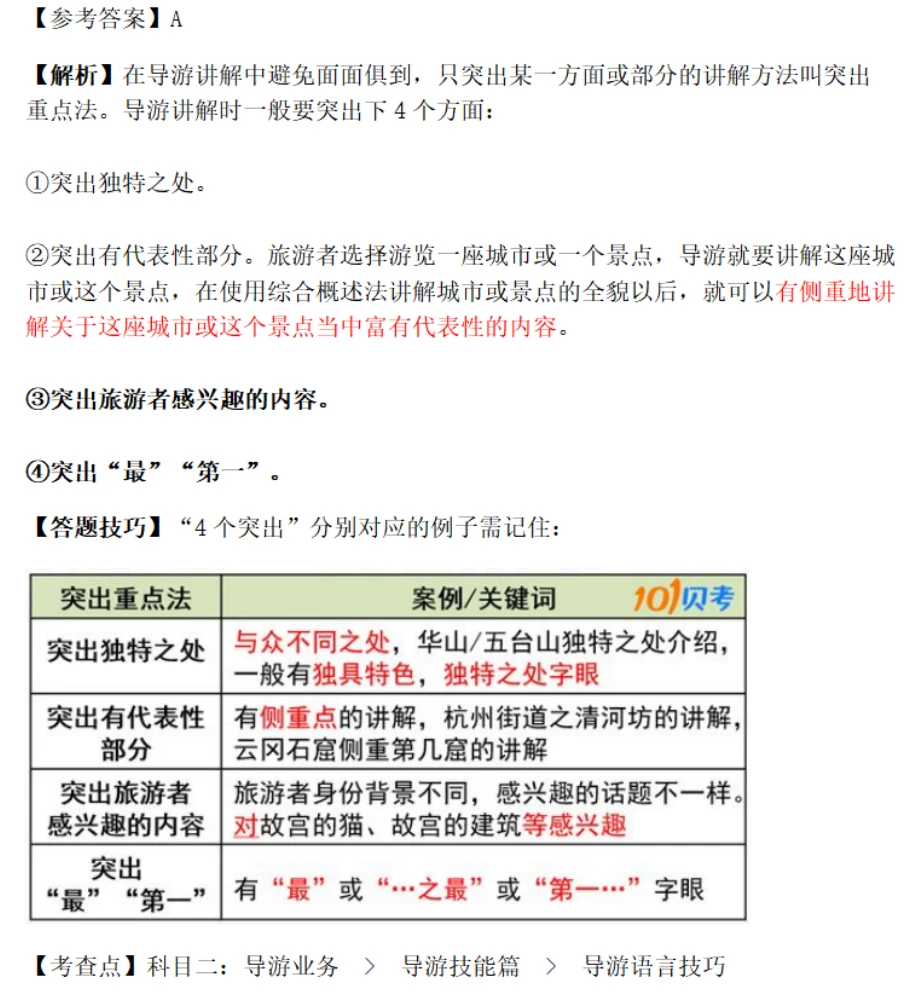 【参考答案】A
【解析】在导游讲解中避免面面俱到，只突出某一方面或部分的讲解方法叫突出
重点法。导游讲解时一般要突出下 4 个方面：
①突出独特之处。
②突出有代表性部分。旅游者选择游览一座城市或一个景点，导游就要讲解这座城
市或这个景点，在使用综合概述法讲解城市或景点的全貌以后，就可以有侧重地讲
解关于这座城市或这个景点当中富有代表性的内容。
③突出旅游者感兴趣的内容。
④突出“最”“第一”。
【答题技巧】“4 个突出”分别对应的例子需记住：
突出重点法
案例/关键词
101贝考
突出独特之处
与众不同之处，华山/五台山独特之处介绍，
一般有独具特色，独特之处字眼
突出有代表性
部分
有侧重点的讲解，杭州街道之清河坊的讲解，
云冈石窟侧重第几窟的讲解
突出旅游者
感兴趣的内容
旅游者身份背景不同，感兴趣的话题不一样。
对故宫的猫、故宫的建筑等感兴趣
突出
“最”“第一”
有“最”或“…之最”或“第一…”字眼
【考查点】科目二：导游业务 > 导游技能篇 > 导游语言技巧